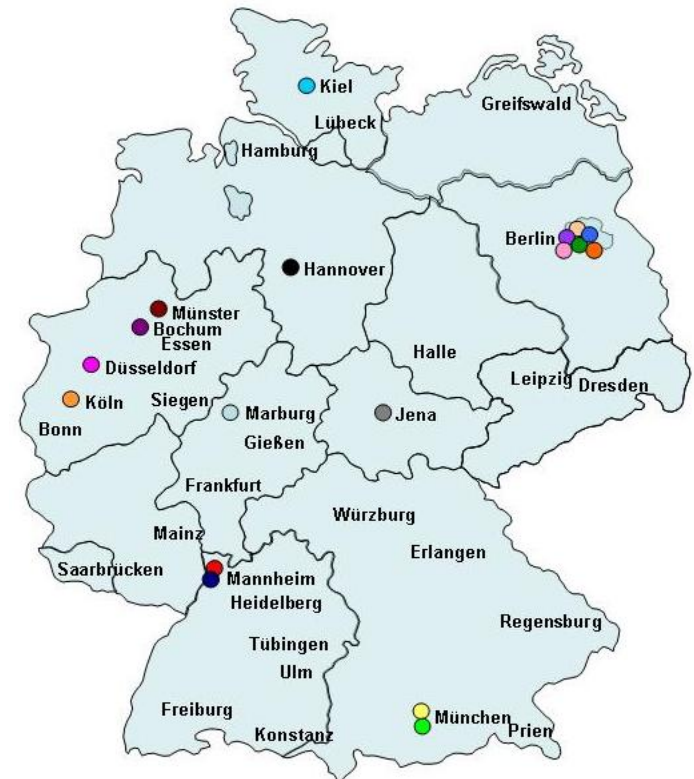 Kiel
Greifswald
Lübeck
Hamburg
Berlin
Hannover
Münster
Bochum
Essen
Halle
Düsseldorf
Leipzig
Dresden
Köln
Siegen
Marburg
Jena
Bonn
Gießen
Frankfurt
Würzburg
Mainz
Erlangen
Saarbrücken
Mannheim
Heidelberg
Regensburg
Tübingen
Ulm
Freiburg
München
Prien
Konstanz